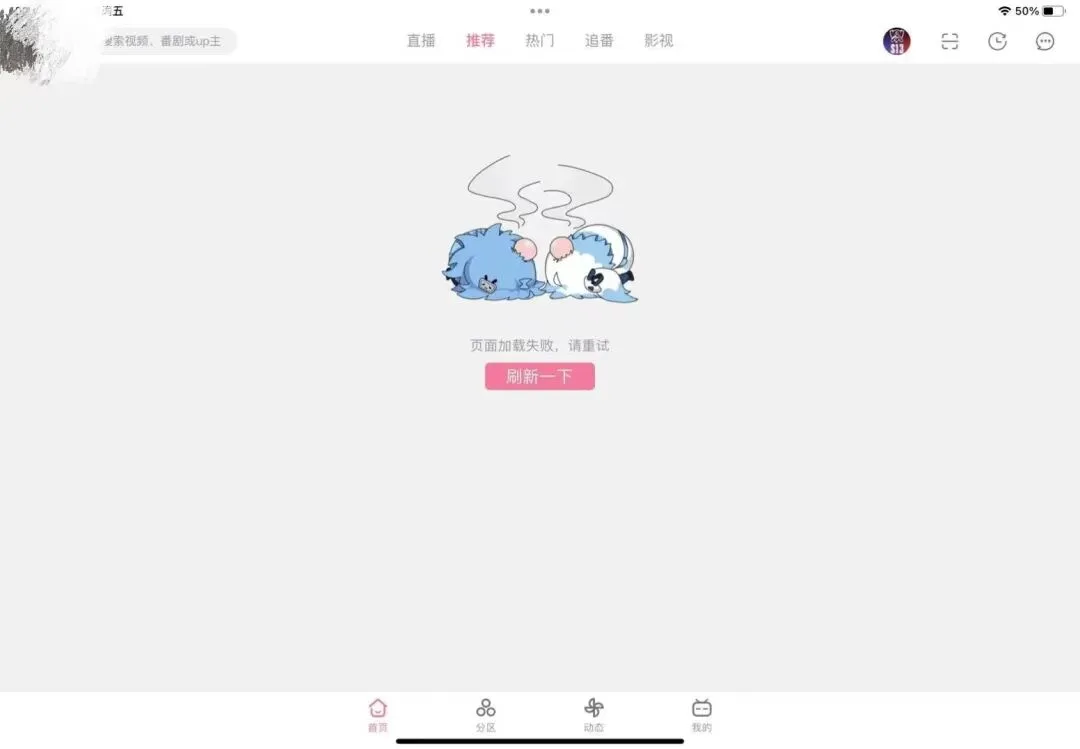 五
50%
索视频、番剧或up主
直播
推荐
热门
追番
影视
S13
页面加载失败，请重试
刷新一下
首页
分区
动态
我的